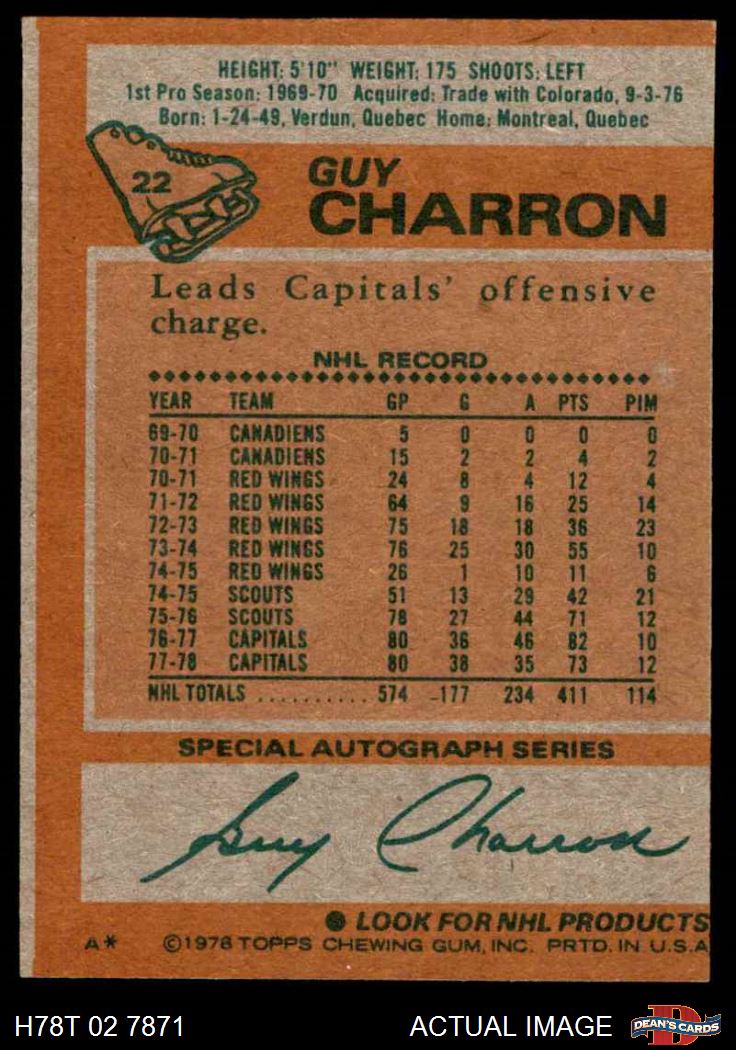 HEIGHT: 5'10" WEIGHT: 175 SHOOTS: LEFT
1st Pro Season: 1969-70 Acquired: Trade with Colorado, 9-3-76
Born: 1-24-49, Verdun, Quebec Home: Montreal, Quebec
22
GUY
CHARRON
Leads Capitals' offensive
charge.
NHL RECORD
YEAR TEAM GP G A PTS PIM
69-70 CANADIENS 5 0 0 0 0
70-71 CANADIENS 15 2 2 4 2
70-71 RED WINGS 24 8 4 12 4
71-72 RED WINGS 64 9 16 25 14
72-73 RED WINGS 75 18 18 36 23
73-74 RED WINGS 76 25 30 55 10
74-75 RED WINGS 26 1 10 11 6
74-75 SCOUTS 51 13 29 42 21
75-76 SCOUTS 78 27 44 71 12
76-77 CAPITALS 80 36 46 82 10
77-78 CAPITALS 80 38 35 73 12
NHL TOTALS .......... 574 177 234 411 114
SPECIAL AUTOGRAPH SERIES
Guy Charron
● LOOK FOR NHL PRODUCTS
A* ©1978 TOPPS CHEWING GUM, INC. PRTD. IN U.S.A
H78T 02 7871 ACTUAL IMAGE D DEAN'S CARDS